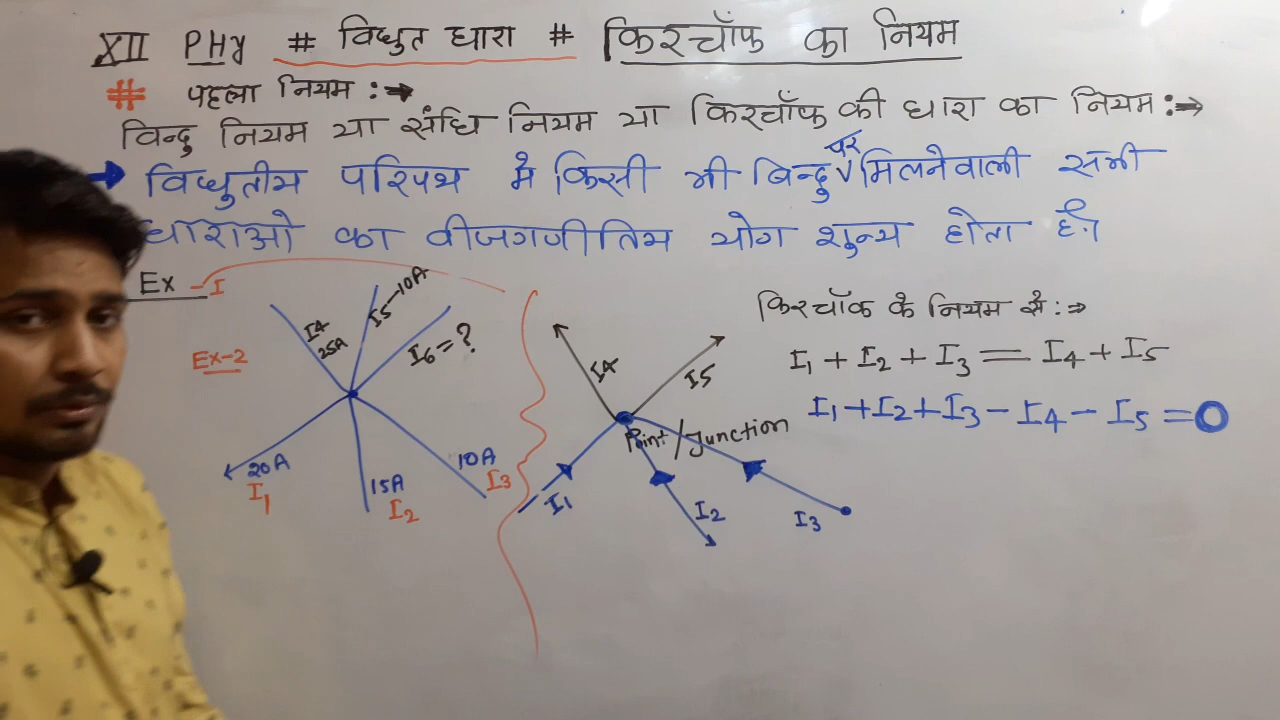 XII PHy # विधुत धारा # किरचॉफ का नियम
# पहला नियम :→
विन्दु नियम या संधि नियम या किरचॉफ की धारा का नियम :→
→ विधुतीय परिपथ मे किसी भी बिन्दु पर मिलनेवाली सभी
धाराओ का वीजगणीतिय योग शुन्य होता है।
Ex - I
Ex-2
I4 25A
I5 - 10A
I6 = ?
20A I1
15A I2
10A I3
I4
I5
Point/Junction
I1
I2
I3
किरचॉफ के नियम से :→
I1 + I2 + I3 = I4 + I5
I1 + I2 + I3 - I4 - I5 = 0